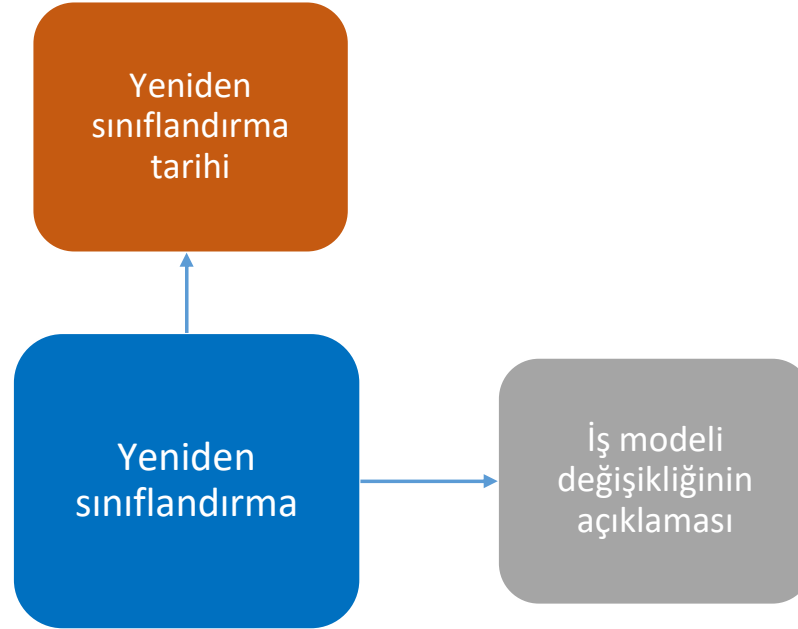 Yeniden
sınıflandırma
tarihi
Yeniden
sınıflandırma
İş modeli
değişikliğinin
açıklaması